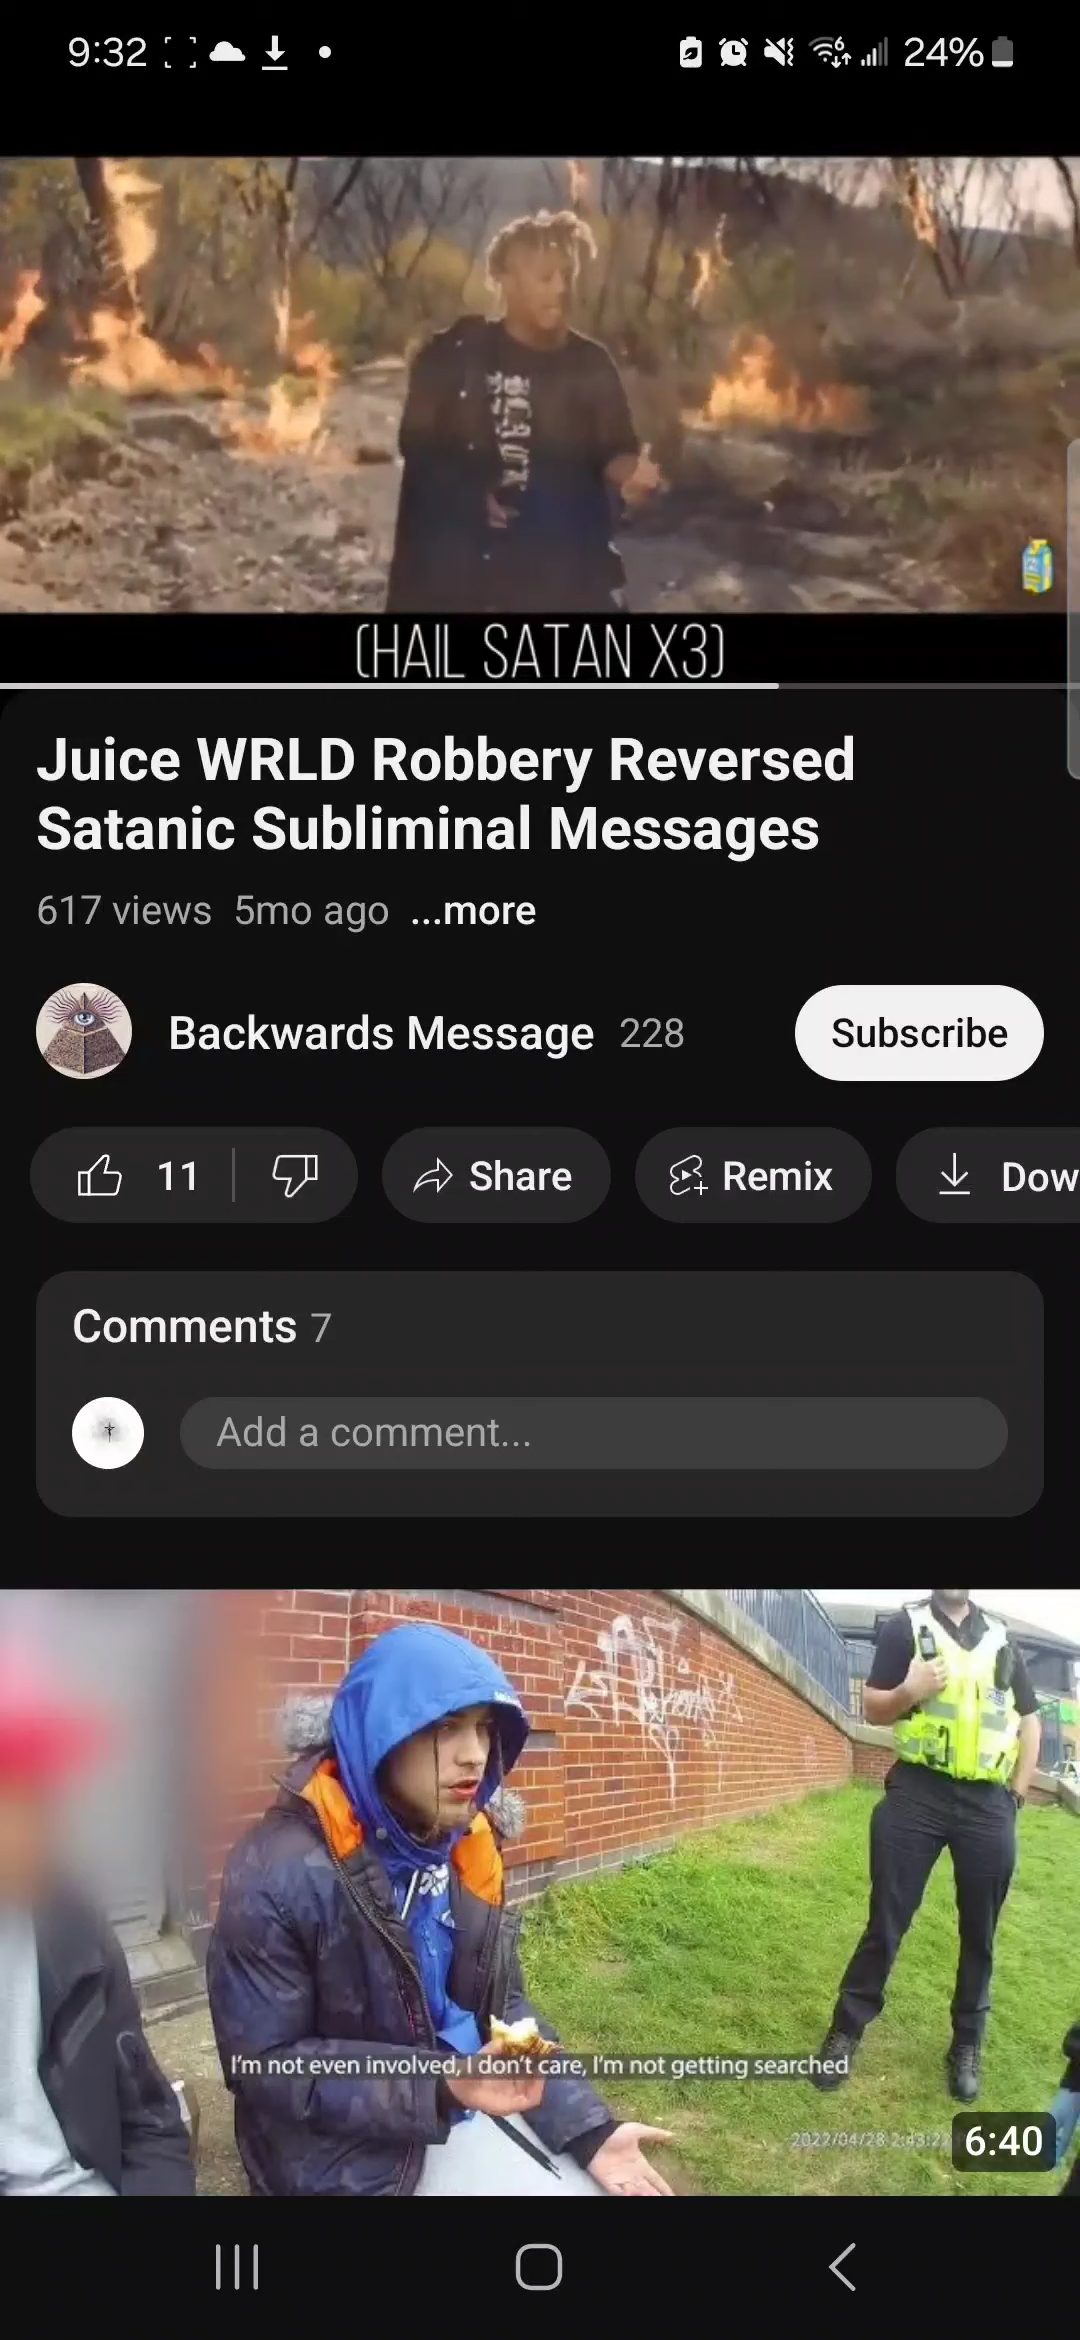 9:32
24%
(HAIL SATAN X3)
Juice WRLD Robbery Reversed
Satanic Subliminal Messages
617 views 5mo ago ...more
Backwards Message 228
Subscribe
11
Share
Remix
Dow
Comments 7
Add a comment...
I'm not even involved, I don't care, I'm not getting searched
6:40